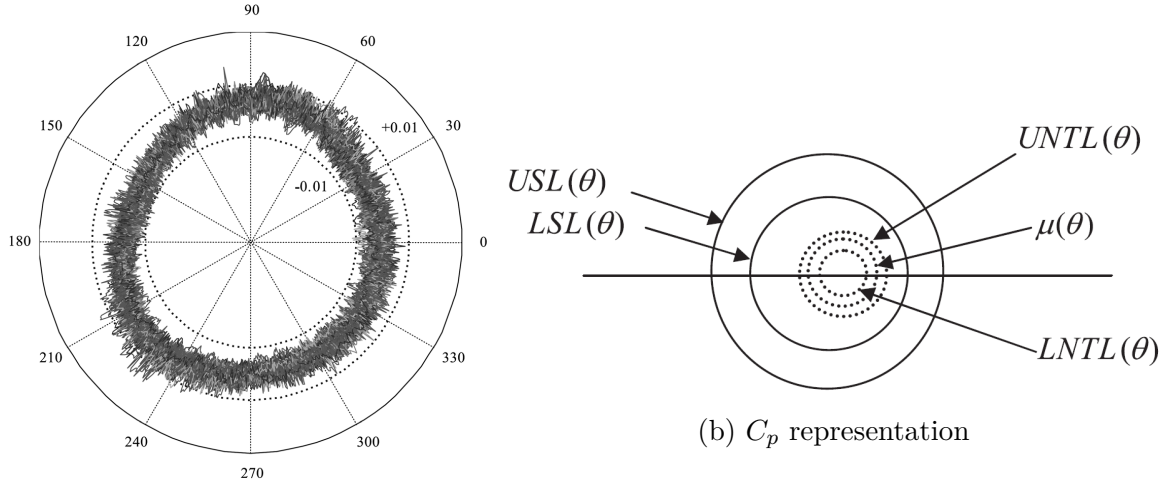 90
120
60
150
+0.01
30
-0.01
180
0
210
330
240
300
270
UNTL(θ)
USL(θ)
LSL(θ)
μ(θ)
LNTL(θ)
(b) Cp representation